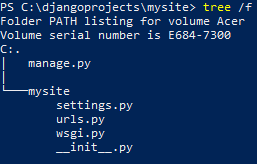 PS C:\djangoprojects\mysite> tree /f
Folder PATH listing for volume Acer
Volume serial number is E684-7300
C:.
│   manage.py
│
└───mysite
        settings.py
        urls.py
        wsgi.py
        __init__.py